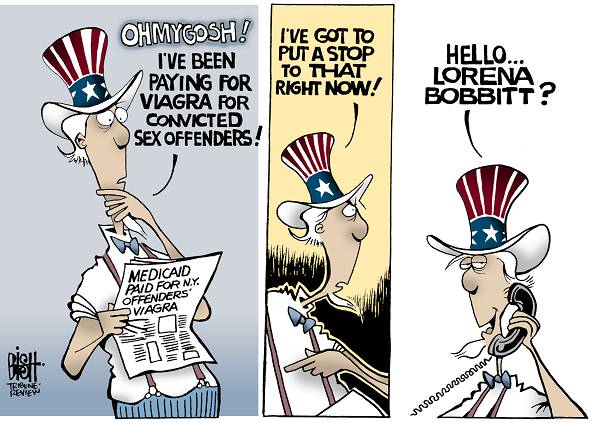 OHMYGOSH!
I'VE BEEN
PAYING FOR
VIAGRA FOR
CONVICTED
SEX OFFENDERS!
MEDICAID
PAID FOR N.Y.
OFFENDERS'
VIAGRA
TRIBUNE-
REVIEW
I'VE GOT TO
PUT A STOP
TO THAT
RIGHT NOW!
HELLO...
LORENA
BOBBITT?